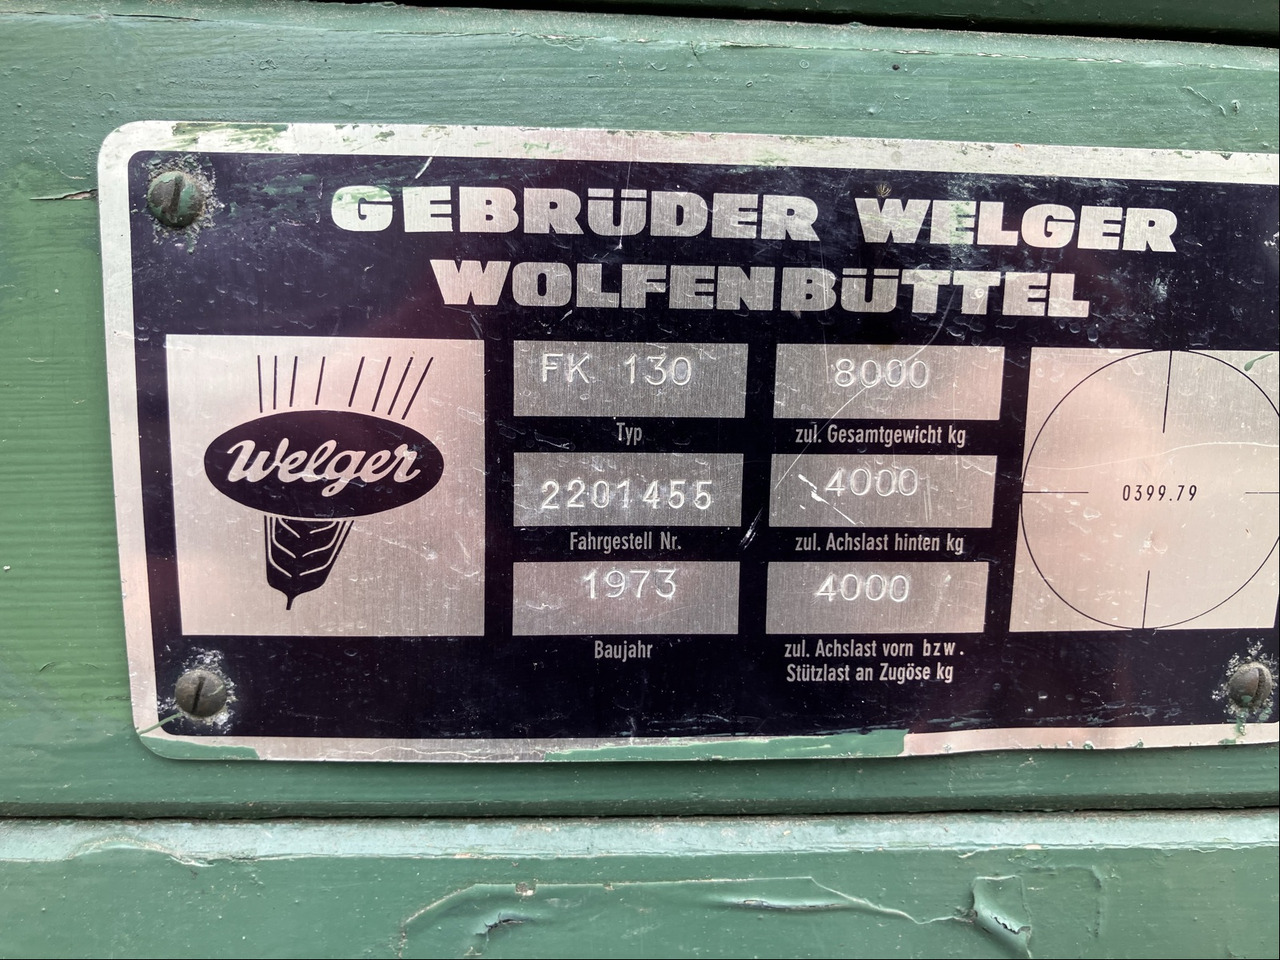 GEBRÜDER WELGER
WOLFENBÜTTEL
Welger
FK 130
Typ
2201455
Fahrgestell Nr.
1973
Baujahr
8000
zul. Gesamtgewicht kg
4000
zul. Achslast hinten kg
4000
zul. Achslast vorn bzw.
Stützlast an Zugöse kg
0399.79